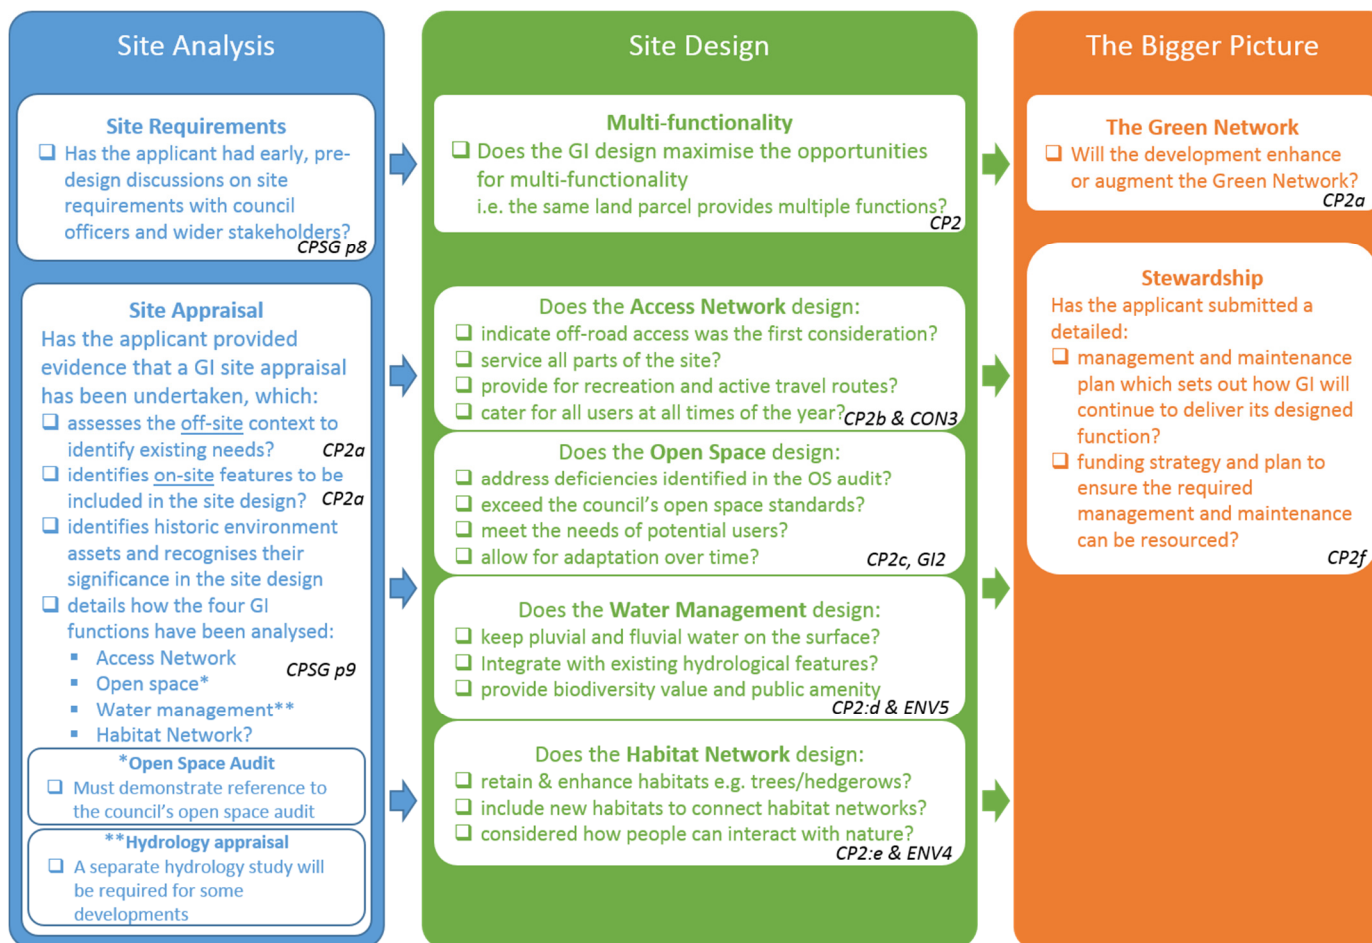 Site Analysis
Site Requirements
❑ Has the applicant had early, pre-
design discussions on site
requirements with council
officers and wider stakeholders?
CPSG p8
Site Appraisal
Has the applicant provided
evidence that a GI site appraisal
has been undertaken, which:
❑ assesses the off-site context to
identify existing needs?
CP2a
❑ identifies on-site features to be
included in the site design?
CP2a
❑ identifies historic environment
assets and recognises their
significance in the site design
❑ details how the four GI
functions have been analysed:
▪ Access Network
CPSG p9
▪ Open space*
▪ Water management**
▪ Habitat Network?
*Open Space Audit
❑ Must demonstrate reference to
the council's open space audit
**Hydrology appraisal
❑ A separate hydrology study will
be required for some
developments
Site Design
Multi-functionality
❑ Does the GI design maximise the opportunities
for multi-functionality
i.e. the same land parcel provides multiple functions?
CP2
Does the Access Network design:
❑ indicate off-road access was the first consideration?
❑ service all parts of the site?
❑ provide for recreation and active travel routes?
❑ cater for all users at all times of the year?
CP2b & CON3
Does the Open Space design:
❑ address deficiencies identified in the OS audit?
❑ exceed the council's open space standards?
❑ meet the needs of potential users?
❑ allow for adaptation over time?
CP2c, GI2
Does the Water Management design:
❑ keep pluvial and fluvial water on the surface?
❑ Integrate with existing hydrological features?
❑ provide biodiversity value and public amenity
CP2:d & ENV5
Does the Habitat Network design:
❑ retain & enhance habitats e.g. trees/hedgerows?
❑ include new habitats to connect habitat networks?
❑ considered how people can interact with nature?
CP2:e & ENV4
The Bigger Picture
The Green Network
❑ Will the development enhance
or augment the Green Network?
CP2a
Stewardship
Has the applicant submitted a
detailed:
❑ management and maintenance
plan which sets out how GI will
continue to deliver its designed
function?
❑ funding strategy and plan to
ensure the required
management and maintenance
can be resourced?
CP2f